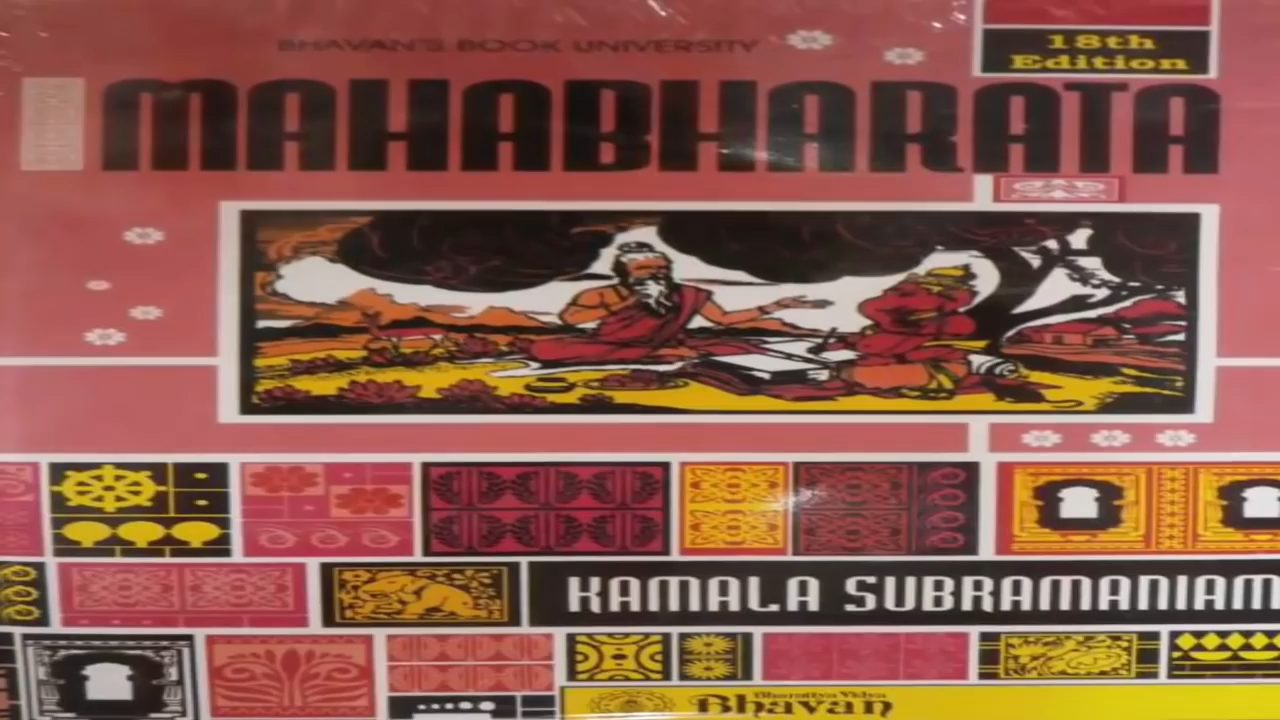 BHAVAN'S BOOK UNIVERSITY
18th
Edition
MAHABHARATA
KAMALA SUBRAMANIAM
Bharatiya Vidya
Bhavan